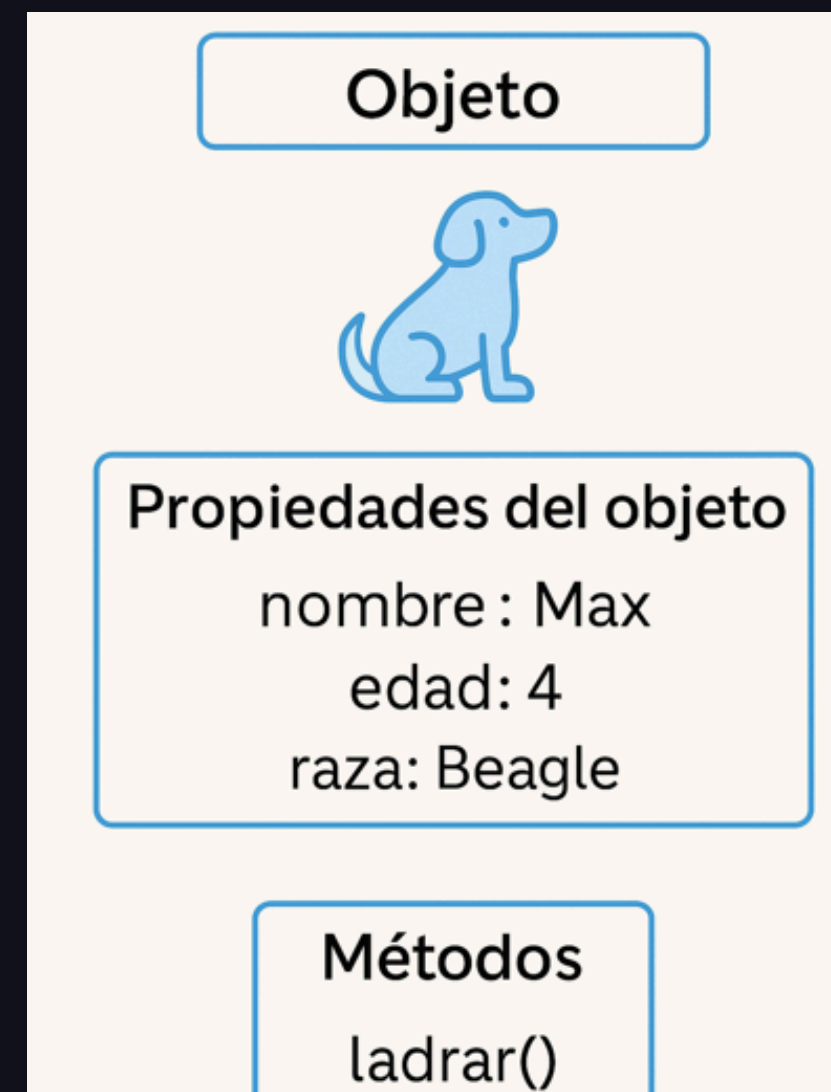 Objeto
Propiedades del objeto
nombre : Max
edad: 4
raza: Beagle
Métodos
ladrar()